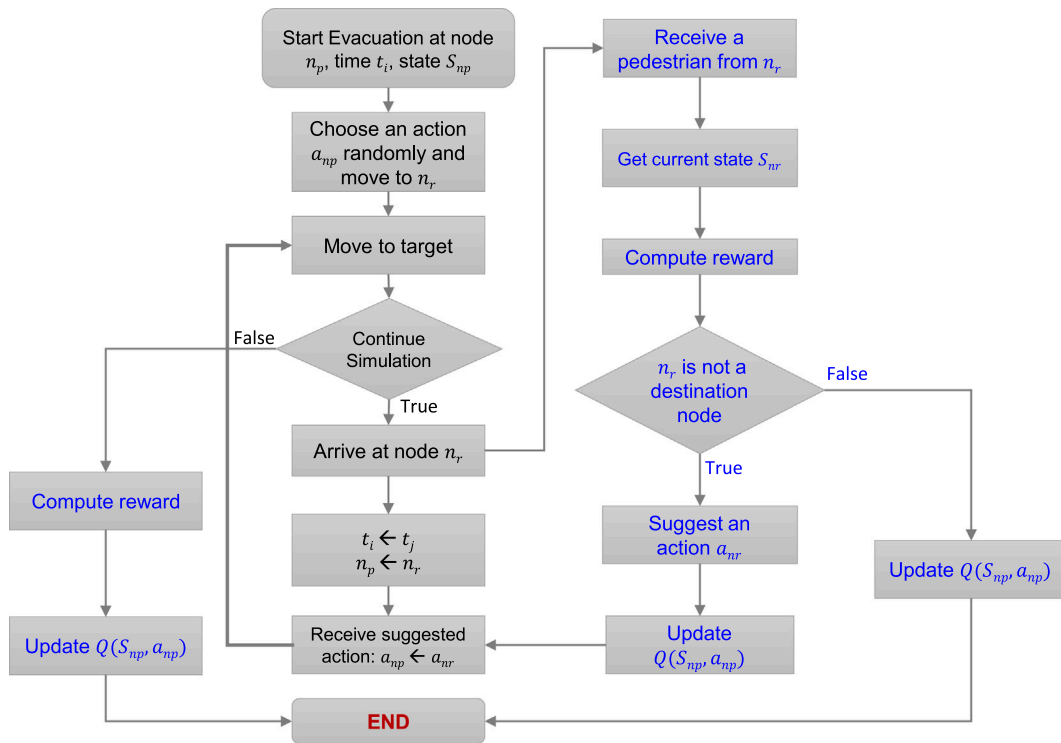 Start Evacuation at node
n_p, time t_i, state S_np
Choose an action
a_np randomly and
move to n_r
Move to target
Continue
Simulation
False
True
Arrive at node n_r
t_i ← t_j
n_p ← n_r
Receive suggested
action: a_np ← a_nr
Compute reward
Update Q(S_np, a_np)
END
Receive a
pedestrian from n_r
Get current state S_nr
Compute reward
n_r is not a
destination
node
False
True
Suggest an
action a_nr
Update
Q(S_np, a_np)
Update Q(S_np, a_np)